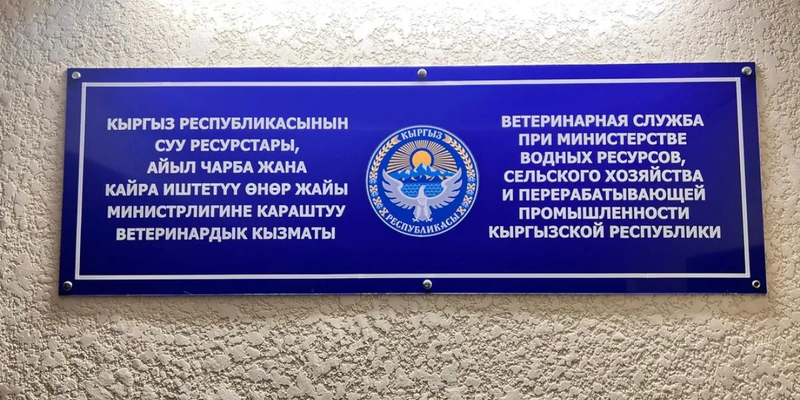 КЫРГЫЗ РЕСПУБЛИКАСЫНЫН
СУУ РЕСУРСТАРЫ,
АЙЫЛ ЧАРБА ЖАНА
КАЙРА ИШТЕТҮҮ ӨНӨР ЖАЙЫ
МИНИСТРЛИГИНЕ КАРАШТУУ
ВЕТЕРИНАРДЫК КЫЗМАТЫ
КЫРГЫЗ
РЕСПУБЛИКАСЫ
ВЕТЕРИНАРНАЯ СЛУЖБА
ПРИ МИНИСТЕРСТВЕ
ВОДНЫХ РЕСУРСОВ,
СЕЛЬСКОГО ХОЗЯЙСТВА
И ПЕРЕРАБАТЫВАЮЩЕЙ
ПРОМЫШЛЕННОСТИ
КЫРГЫЗСКОЙ РЕСПУБЛИКИ